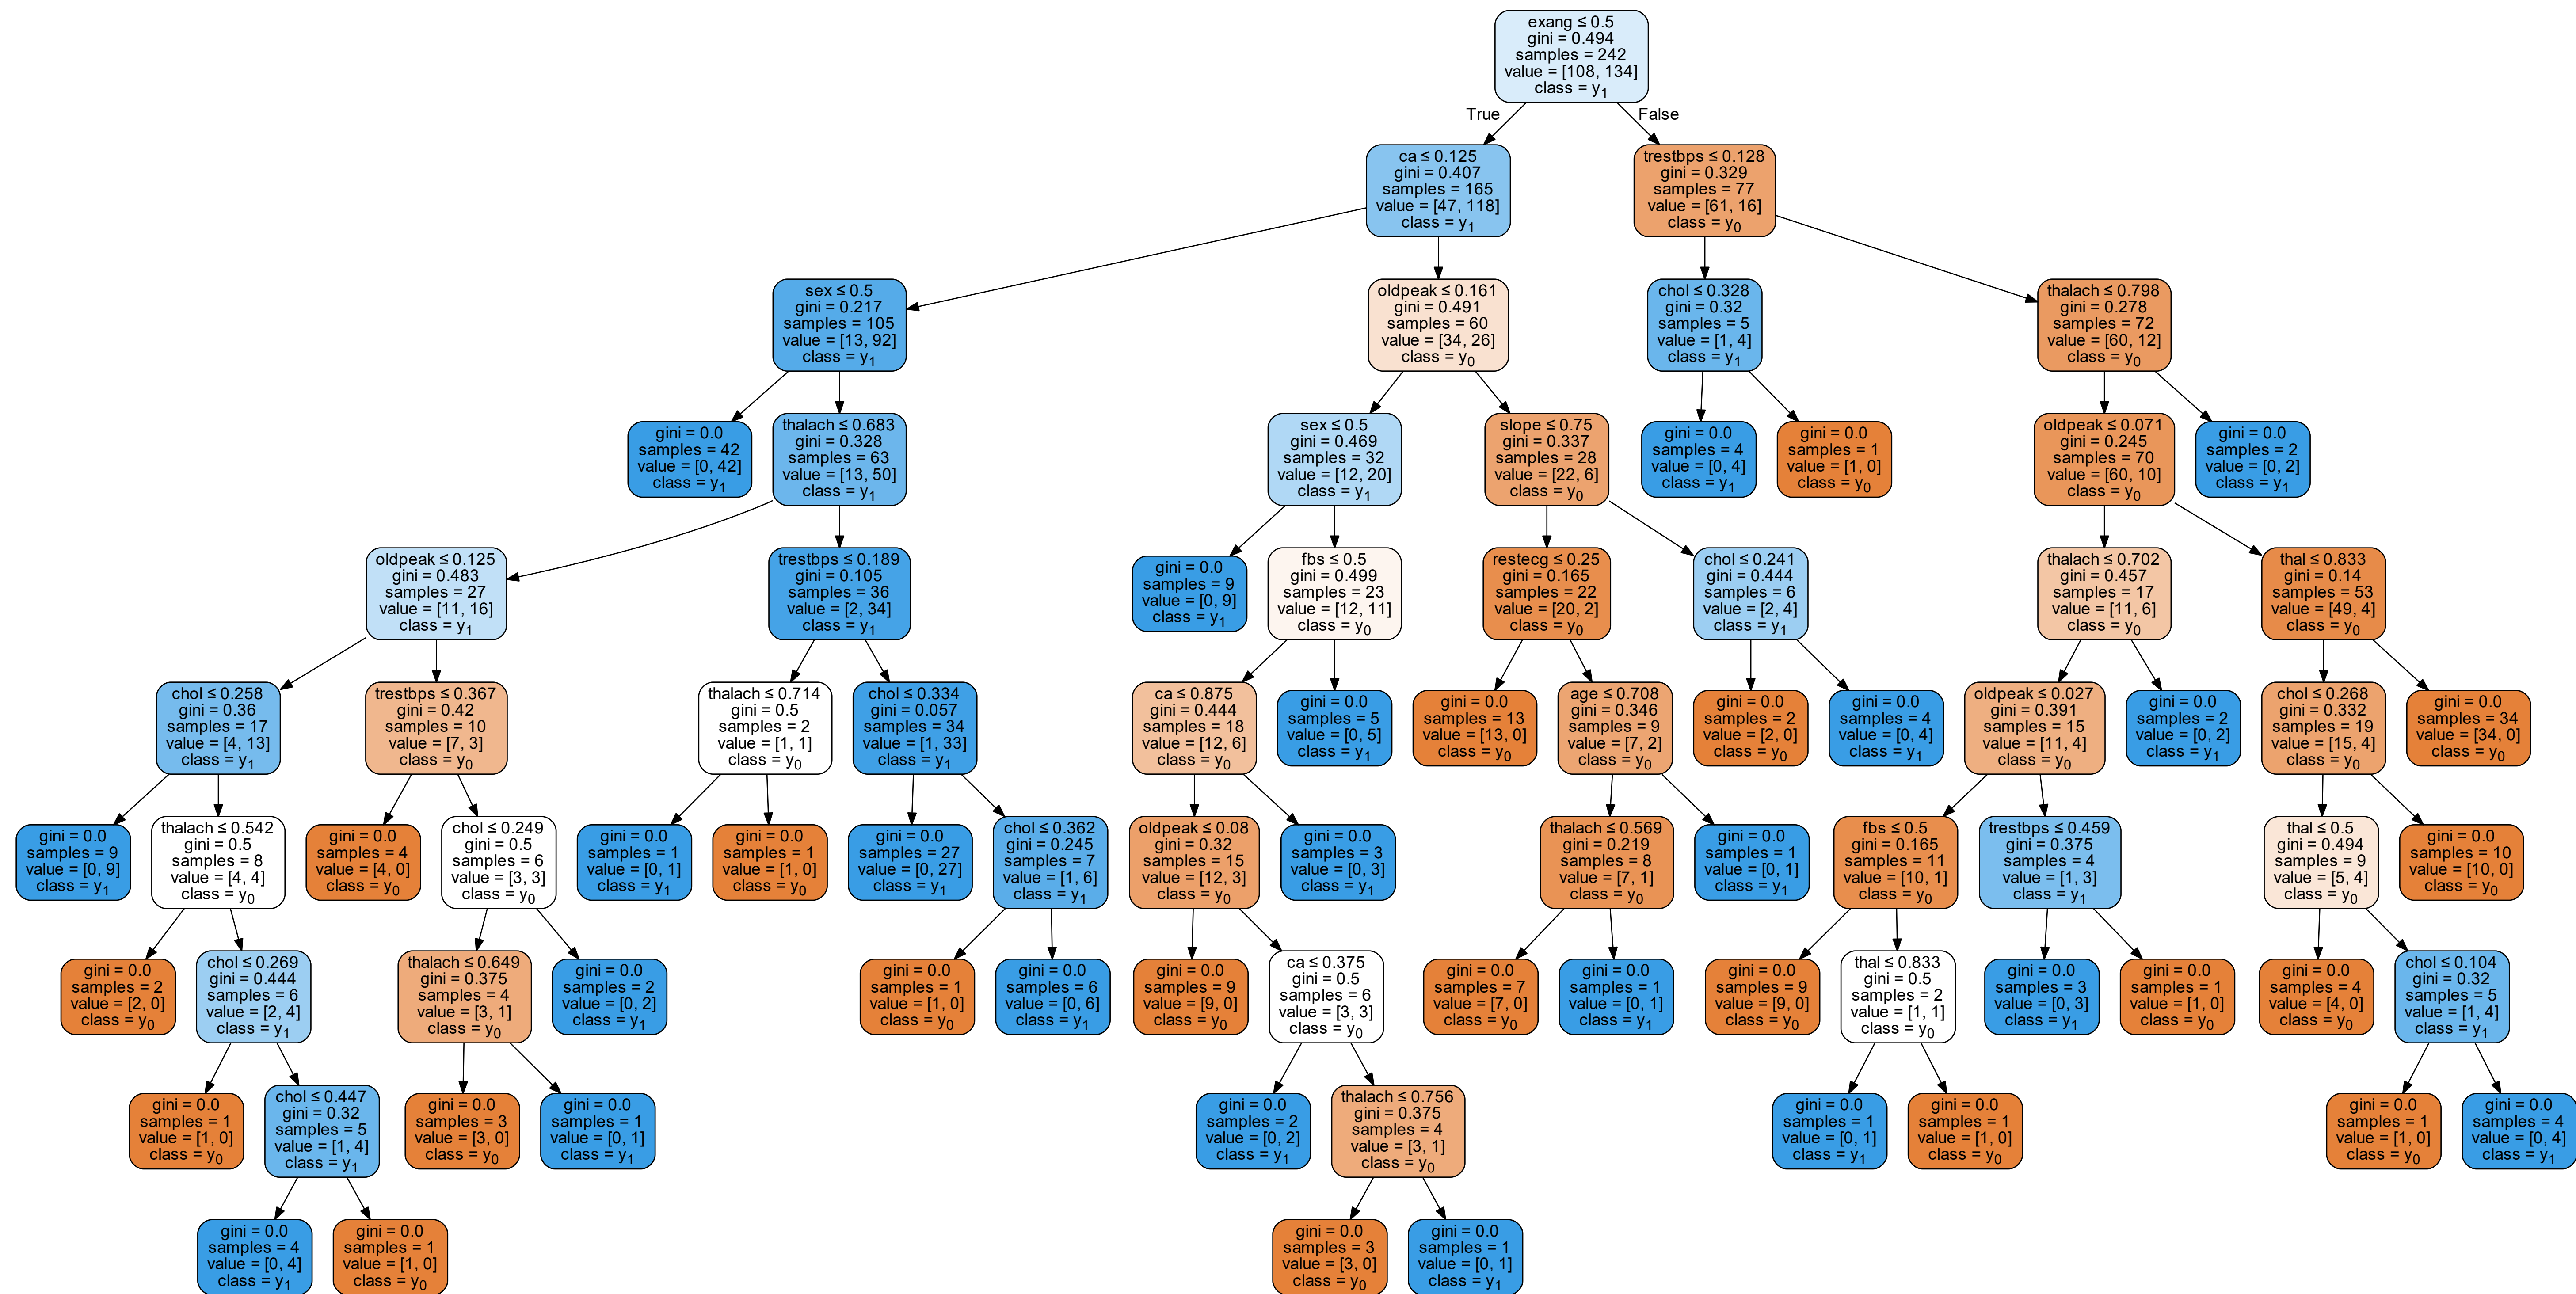 exang ≤ 0.5
gini = 0.494
samples = 242
value = [108, 134]
class = y1
True
False
ca ≤ 0.125
gini = 0.407
samples = 165
value = [47, 118]
class = y1
trestbps ≤ 0.128
gini = 0.329
samples = 77
value = [61, 16]
class = y0
sex ≤ 0.5
gini = 0.217
samples = 105
value = [13, 92]
class = y1
oldpeak ≤ 0.161
gini = 0.491
samples = 60
value = [34, 26]
class = y0
chol ≤ 0.328
gini = 0.32
samples = 5
value = [1, 4]
class = y1
thalach ≤ 0.798
gini = 0.278
samples = 72
value = [60, 12]
class = y0
gini = 0.0
samples = 42
value = [0, 42]
class = y1
thalach ≤ 0.683
gini = 0.328
samples = 63
value = [13, 50]
class = y1
sex ≤ 0.5
gini = 0.469
samples = 32
value = [12, 20]
class = y1
slope ≤ 0.75
gini = 0.337
samples = 28
value = [22, 6]
class = y0
gini = 0.0
samples = 4
value = [0, 4]
class = y1
gini = 0.0
samples = 1
value = [1, 0]
class = y0
oldpeak ≤ 0.071
gini = 0.245
samples = 70
value = [60, 10]
class = y0
gini = 0.0
samples = 2
value = [0, 2]
class = y1
oldpeak ≤ 0.125
gini = 0.483
samples = 27
value = [11, 16]
class = y1
trestbps ≤ 0.189
gini = 0.105
samples = 36
value = [2, 34]
class = y1
gini = 0.0
samples = 9
value = [0, 9]
class = y1
fbs ≤ 0.5
gini = 0.499
samples = 23
value = [12, 11]
class = y0
restecg ≤ 0.25
gini = 0.165
samples = 22
value = [20, 2]
class = y0
chol ≤ 0.241
gini = 0.444
samples = 6
value = [2, 4]
class = y1
thalach ≤ 0.702
gini = 0.457
samples = 17
value = [11, 6]
class = y0
thal ≤ 0.833
gini = 0.14
samples = 53
value = [49, 4]
class = y0
chol ≤ 0.258
gini = 0.36
samples = 17
value = [4, 13]
class = y1
trestbps ≤ 0.367
gini = 0.42
samples = 10
value = [7, 3]
class = y0
thalach ≤ 0.714
gini = 0.5
samples = 2
value = [1, 1]
class = y0
chol ≤ 0.334
gini = 0.057
samples = 34
value = [1, 33]
class = y1
ca ≤ 0.875
gini = 0.444
samples = 18
value = [12, 6]
class = y0
gini = 0.0
samples = 5
value = [0, 5]
class = y1
gini = 0.0
samples = 13
value = [13, 0]
class = y0
age ≤ 0.708
gini = 0.346
samples = 9
value = [7, 2]
class = y0
gini = 0.0
samples = 2
value = [2, 0]
class = y0
gini = 0.0
samples = 4
value = [0, 4]
class = y1
oldpeak ≤ 0.027
gini = 0.391
samples = 15
value = [11, 4]
class = y0
gini = 0.0
samples = 2
value = [0, 2]
class = y1
chol ≤ 0.268
gini = 0.332
samples = 19
value = [15, 4]
class = y0
gini = 0.0
samples = 34
value = [34, 0]
class = y0
gini = 0.0
samples = 9
value = [0, 9]
class = y1
thalach ≤ 0.542
gini = 0.5
samples = 8
value = [4, 4]
class = y0
gini = 0.0
samples = 4
value = [4, 0]
class = y0
chol ≤ 0.249
gini = 0.5
samples = 6
value = [3, 3]
class = y0
gini = 0.0
samples = 1
value = [0, 1]
class = y1
gini = 0.0
samples = 1
value = [1, 0]
class = y0
gini = 0.0
samples = 27
value = [0, 27]
class = y1
chol ≤ 0.362
gini = 0.245
samples = 7
value = [1, 6]
class = y1
oldpeak ≤ 0.08
gini = 0.32
samples = 15
value = [12, 3]
class = y0
gini = 0.0
samples = 3
value = [0, 3]
class = y1
thalach ≤ 0.569
gini = 0.219
samples = 8
value = [7, 1]
class = y0
gini = 0.0
samples = 1
value = [0, 1]
class = y1
fbs ≤ 0.5
gini = 0.165
samples = 11
value = [10, 1]
class = y0
trestbps ≤ 0.459
gini = 0.375
samples = 4
value = [1, 3]
class = y1
thal ≤ 0.5
gini = 0.494
samples = 9
value = [5, 4]
class = y0
gini = 0.0
samples = 10
value = [10, 0]
class = y0
gini = 0.0
samples = 2
value = [2, 0]
class = y0
chol ≤ 0.269
gini = 0.444
samples = 6
value = [2, 4]
class = y1
thalach ≤ 0.649
gini = 0.375
samples = 4
value = [3, 1]
class = y0
gini = 0.0
samples = 2
value = [0, 2]
class = y1
gini = 0.0
samples = 1
value = [1, 0]
class = y0
gini = 0.0
samples = 6
value = [0, 6]
class = y1
gini = 0.0
samples = 9
value = [9, 0]
class = y0
ca ≤ 0.375
gini = 0.5
samples = 6
value = [3, 3]
class = y0
gini = 0.0
samples = 7
value = [7, 0]
class = y0
gini = 0.0
samples = 1
value = [0, 1]
class = y1
gini = 0.0
samples = 9
value = [9, 0]
class = y0
thal ≤ 0.833
gini = 0.5
samples = 2
value = [1, 1]
class = y0
gini = 0.0
samples = 3
value = [0, 3]
class = y1
gini = 0.0
samples = 1
value = [1, 0]
class = y0
gini = 0.0
samples = 4
value = [4, 0]
class = y0
chol ≤ 0.104
gini = 0.32
samples = 5
value = [1, 4]
class = y1
gini = 0.0
samples = 1
value = [1, 0]
class = y0
chol ≤ 0.447
gini = 0.32
samples = 5
value = [1, 4]
class = y1
gini = 0.0
samples = 3
value = [3, 0]
class = y0
gini = 0.0
samples = 1
value = [0, 1]
class = y1
gini = 0.0
samples = 2
value = [0, 2]
class = y1
thalach ≤ 0.756
gini = 0.375
samples = 4
value = [3, 1]
class = y0
gini = 0.0
samples = 1
value = [0, 1]
class = y1
gini = 0.0
samples = 1
value = [1, 0]
class = y0
gini = 0.0
samples = 1
value = [1, 0]
class = y0
gini = 0.0
samples = 4
value = [0, 4]
class = y1
gini = 0.0
samples = 4
value = [0, 4]
class = y1
gini = 0.0
samples = 1
value = [1, 0]
class = y0
gini = 0.0
samples = 3
value = [3, 0]
class = y0
gini = 0.0
samples = 1
value = [0, 1]
class = y1